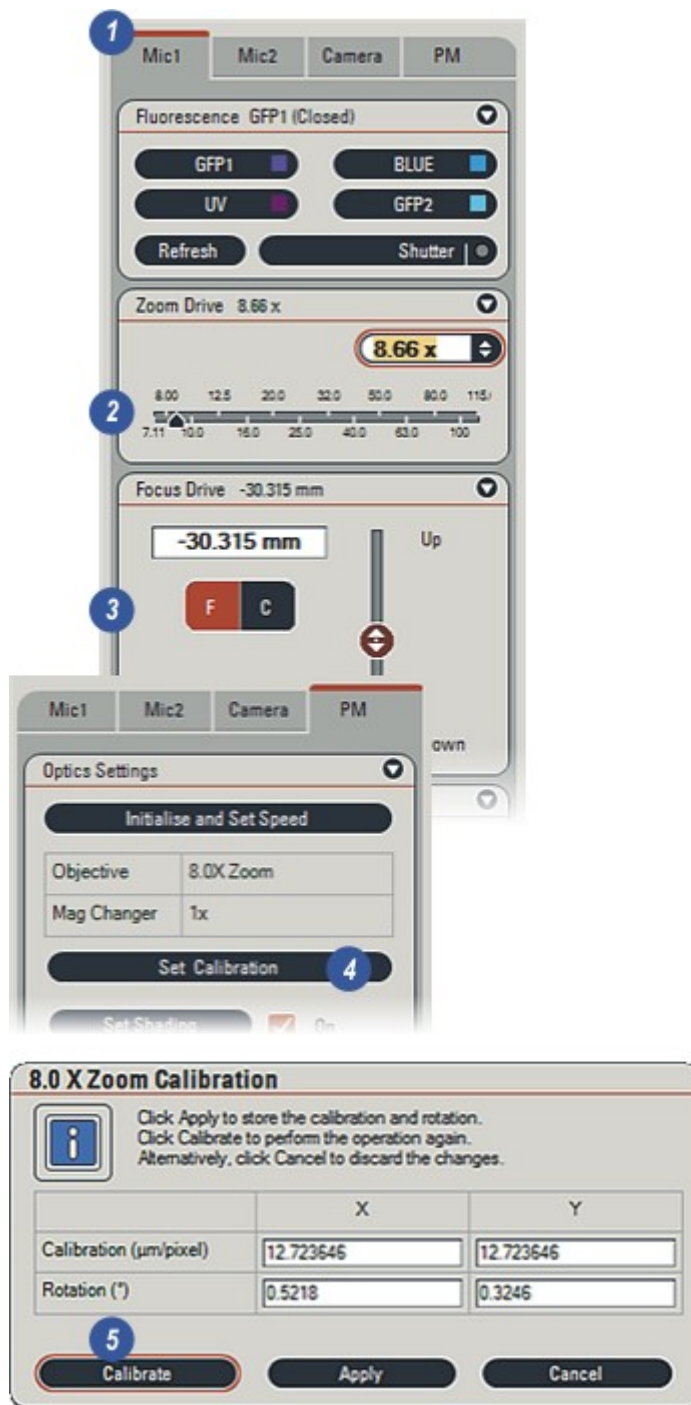 1
Mic1 Mic2 Camera PM
Fluorescence GFP1 (Closed)
GFP1 BLUE
UV GFP2
Refresh Shutter
Zoom Drive 8.66 x
8.66 x
8.00 12.5 20.0 32.0 50.0 80.0 115.
2
7.11 10.0 16.0 25.0 40.0 63.0 100
Focus Drive -30.315 mm
-30.315 mm Up
3 F C
Mic1 Mic2 Camera PM
own
Optics Settings
Initialise and Set Speed
Objective 8.0X Zoom
Mag Changer 1x
Set Calibration 4
Set Shading On
8.0 X Zoom Calibration
Click Apply to store the calibration and rotation.
Click Calibrate to perform the operation again.
Alternatively, click Cancel to discard the changes.
X Y
Calibration (µm/pixel) 12.723646 12.723646
Rotation (°) 0.5218 0.3246
5
Calibrate Apply Cancel